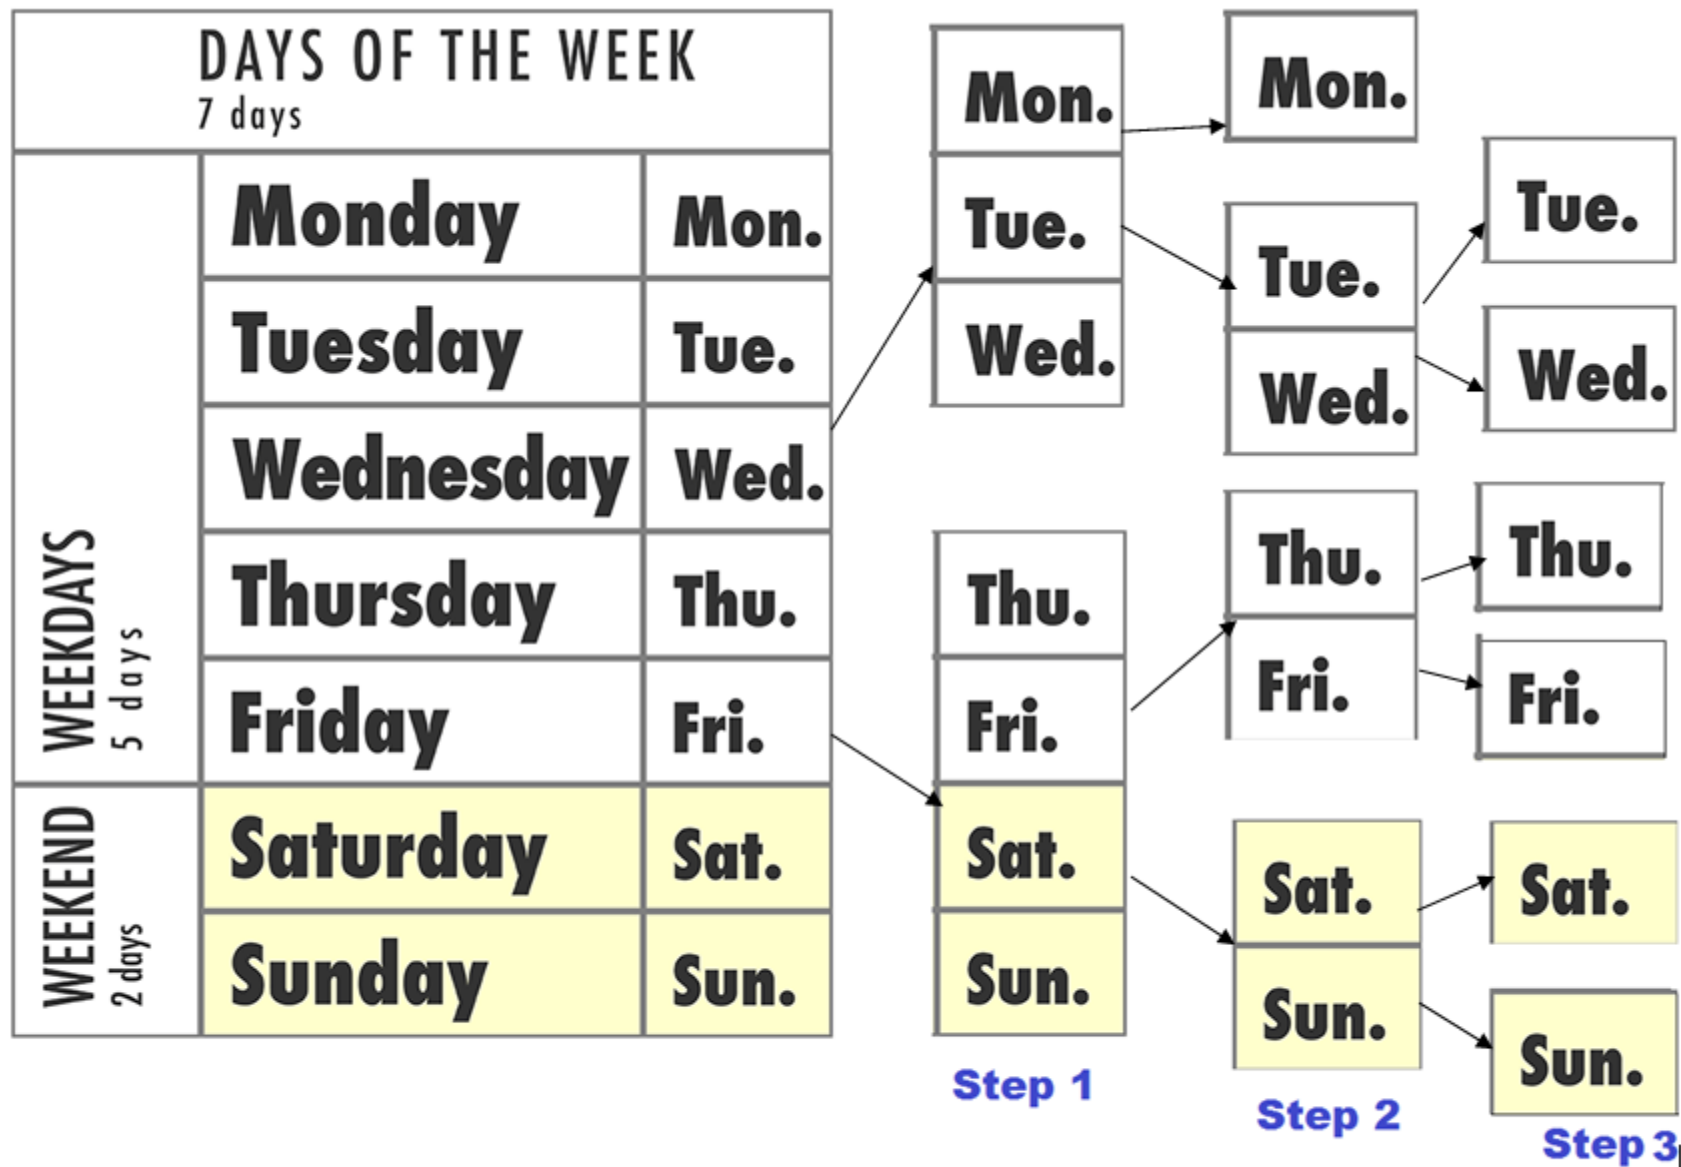 DAYS OF THE WEEK
7 days
WEEKDAYS
5 days
Monday Mon.
Tuesday Tue.
Wednesday Wed.
Thursday Thu.
Friday Fri.
WEEKEND
2 days
Saturday Sat.
Sunday Sun.
Mon.
Tue.
Wed.
Thu.
Fri.
Sat.
Sun.
Step 1
Mon.
Tue.
Wed.
Thu.
Fri.
Sat.
Sun.
Step 2
Tue.
Wed.
Thu.
Fri.
Sat.
Sun.
Step 3